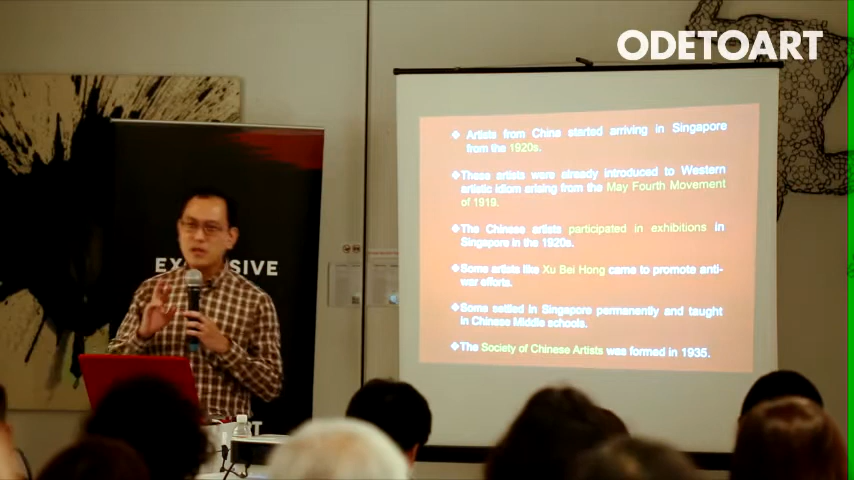 ODETOART
❖ Artists from China started arriving in Singapore
from the 1920s.
❖These artists were already introduced to Western
artistic idiom arising from the May Fourth Movement
of 1919.
❖The Chinese artists participated in exhibitions in
Singapore in the 1920s.
❖Some artists like Xu Bei Hong came to promote anti-
war efforts.
❖Some settled in Singapore permanently and taught
in Chinese Middle schools.
❖The Society of Chinese Artists was formed in 1935.